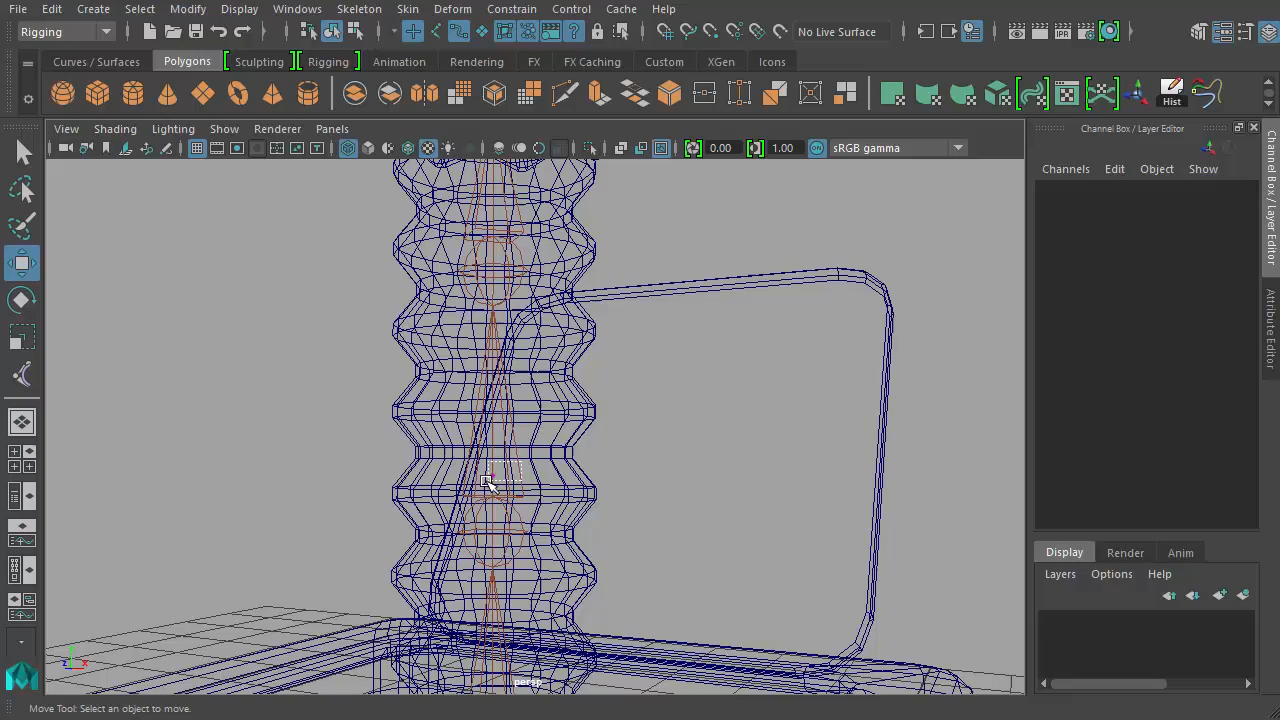 File Edit Create Select Modify Display Windows Skeleton Skin Deform Constrain Control Cache Help
Rigging
No Live Surface
Curves / Surfaces Polygons Sculpting Rigging Animation Rendering FX FX Caching Custom XGen Icons
Hist
View Shading Lighting Show Renderer Panels
0.00 1.00 ON sRGB gamma
Channel Box / Layer Editor
Channels Edit Object Show
Channel Box / Layer Editor
Attribute Editor
Display Render Anim
Layers Options Help
z x
persp
Move Tool: Select an object to move.